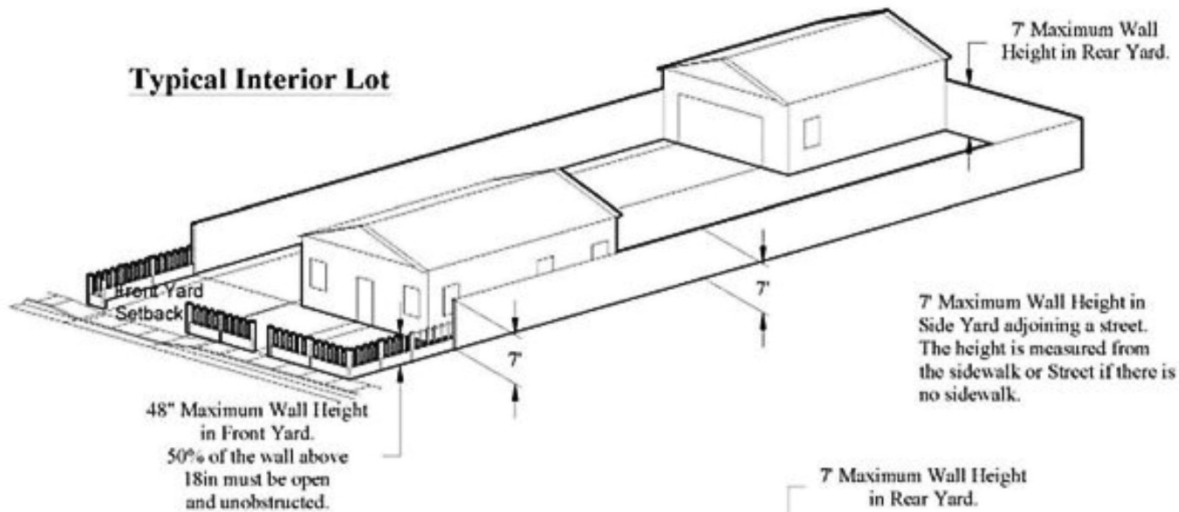 Typical Interior Lot
7' Maximum Wall
Height in Rear Yard.
Front Yard
Setback
7'
7'
7' Maximum Wall Height in
Side Yard adjoining a street.
The height is measured from
the sidewalk or Street if there is
no sidewalk.
48" Maximum Wall Height
in Front Yard.
50% of the wall above
18in must be open
and unobstructed.
7' Maximum Wall Height
in Rear Yard.